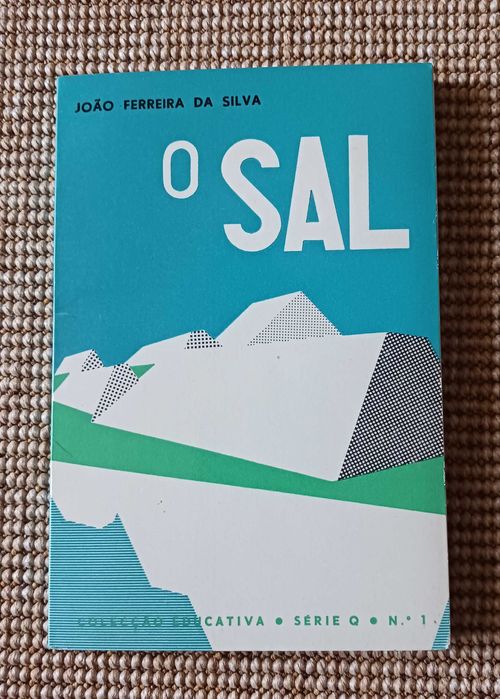 JOÃO FERREIRA DA SILVA
O SAL
COLECÇÃO EDUCATIVA • SÉRIE Q • N.º 1